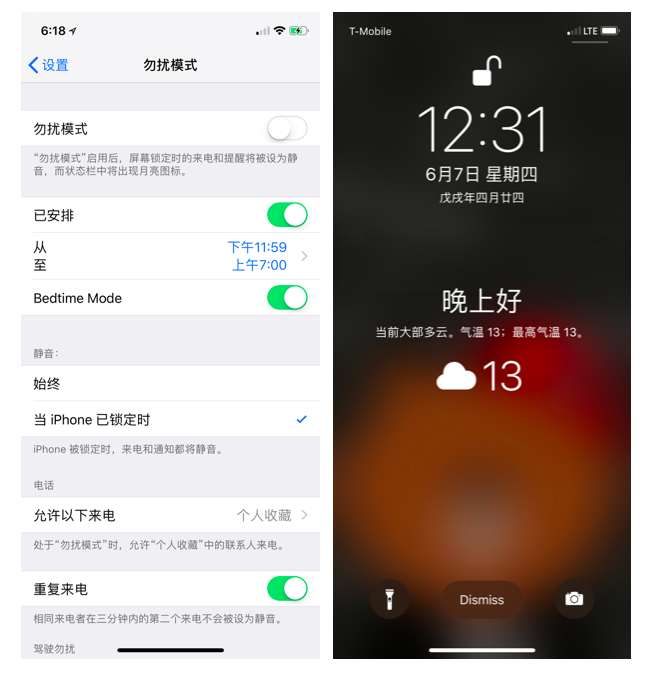 6:18
设置
勿扰模式
勿扰模式
“勿扰模式”启用后，屏幕锁定时的来电和提醒将被设为静
音，而状态栏中将出现月亮图标。
已安排
从 下午11:59
至 上午7:00
Bedtime Mode
静音：
始终
当 iPhone 已锁定时
iPhone 被锁定时，来电和通知都将静音。
电话
允许以下来电 个人收藏
处于“勿扰模式”时，允许“个人收藏”中的联系人来电。
重复来电
相同来电者在三分钟内的第二个来电不会被设为静音。
驾驶勿扰
T-Mobile LTE
12:31
6月7日 星期四
戊戌年四月廿四
晚上好
当前大部多云。气温 13；最高气温 13。
13
Dismiss